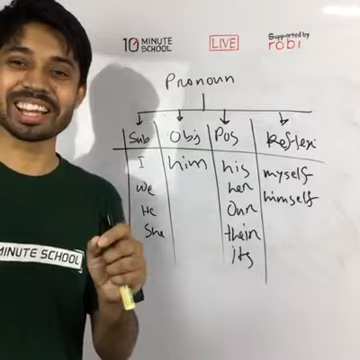 10 MINUTE SCHOOL
LIVE
Supported by
robi
Pronoun
Sub Obj Pos Reflexi
I him his myself
we her himself
He Our
She their
its
MINUTE SCHOOL